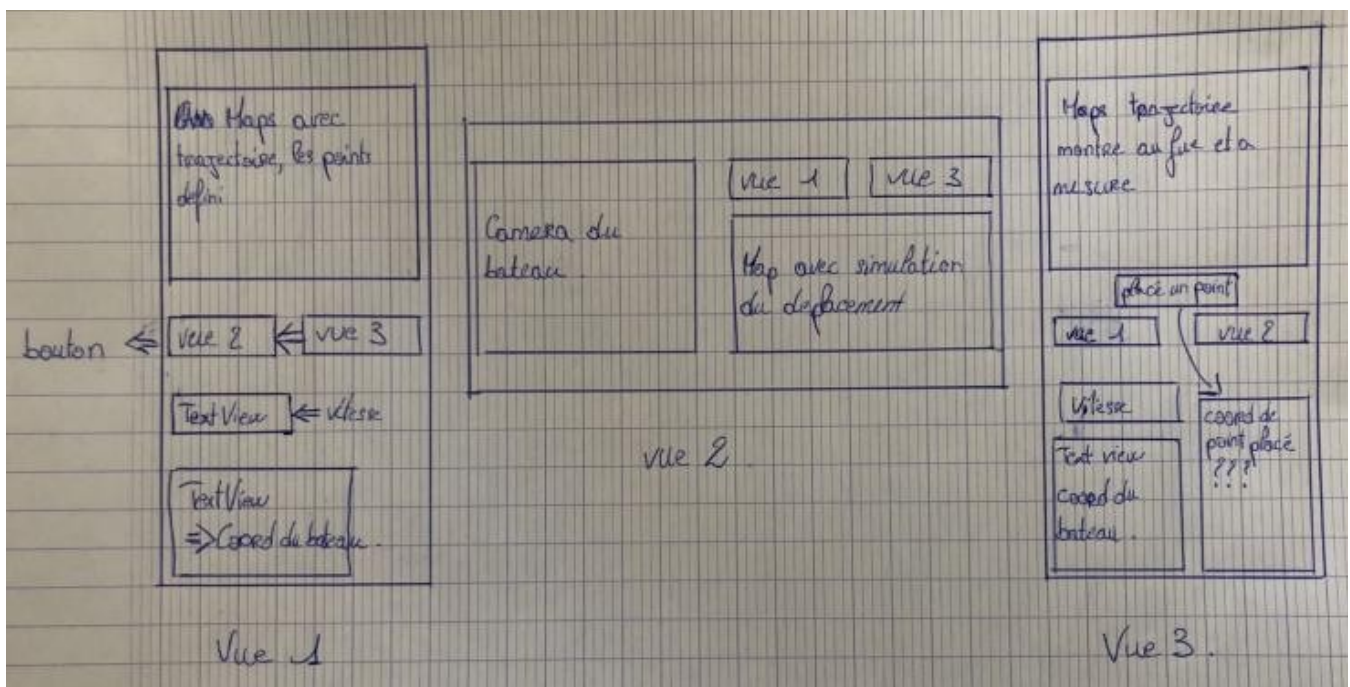 Maps avec
trajectoire, les points
défini
bouton
vue 2
vue 3
TextView
vitesse
TextView
=> Coord du bateau.
Vue 1
Camera du
bateau
vue 1
vue 3
Map avec simulation
du deplacement
vue 2.
Maps trajectoire
montre au fur et a
mesure
placé un point
vue 1
vue 2
Vitesse
Text view
coord du
bateau.
coord de
point placé
???
Vue 3.